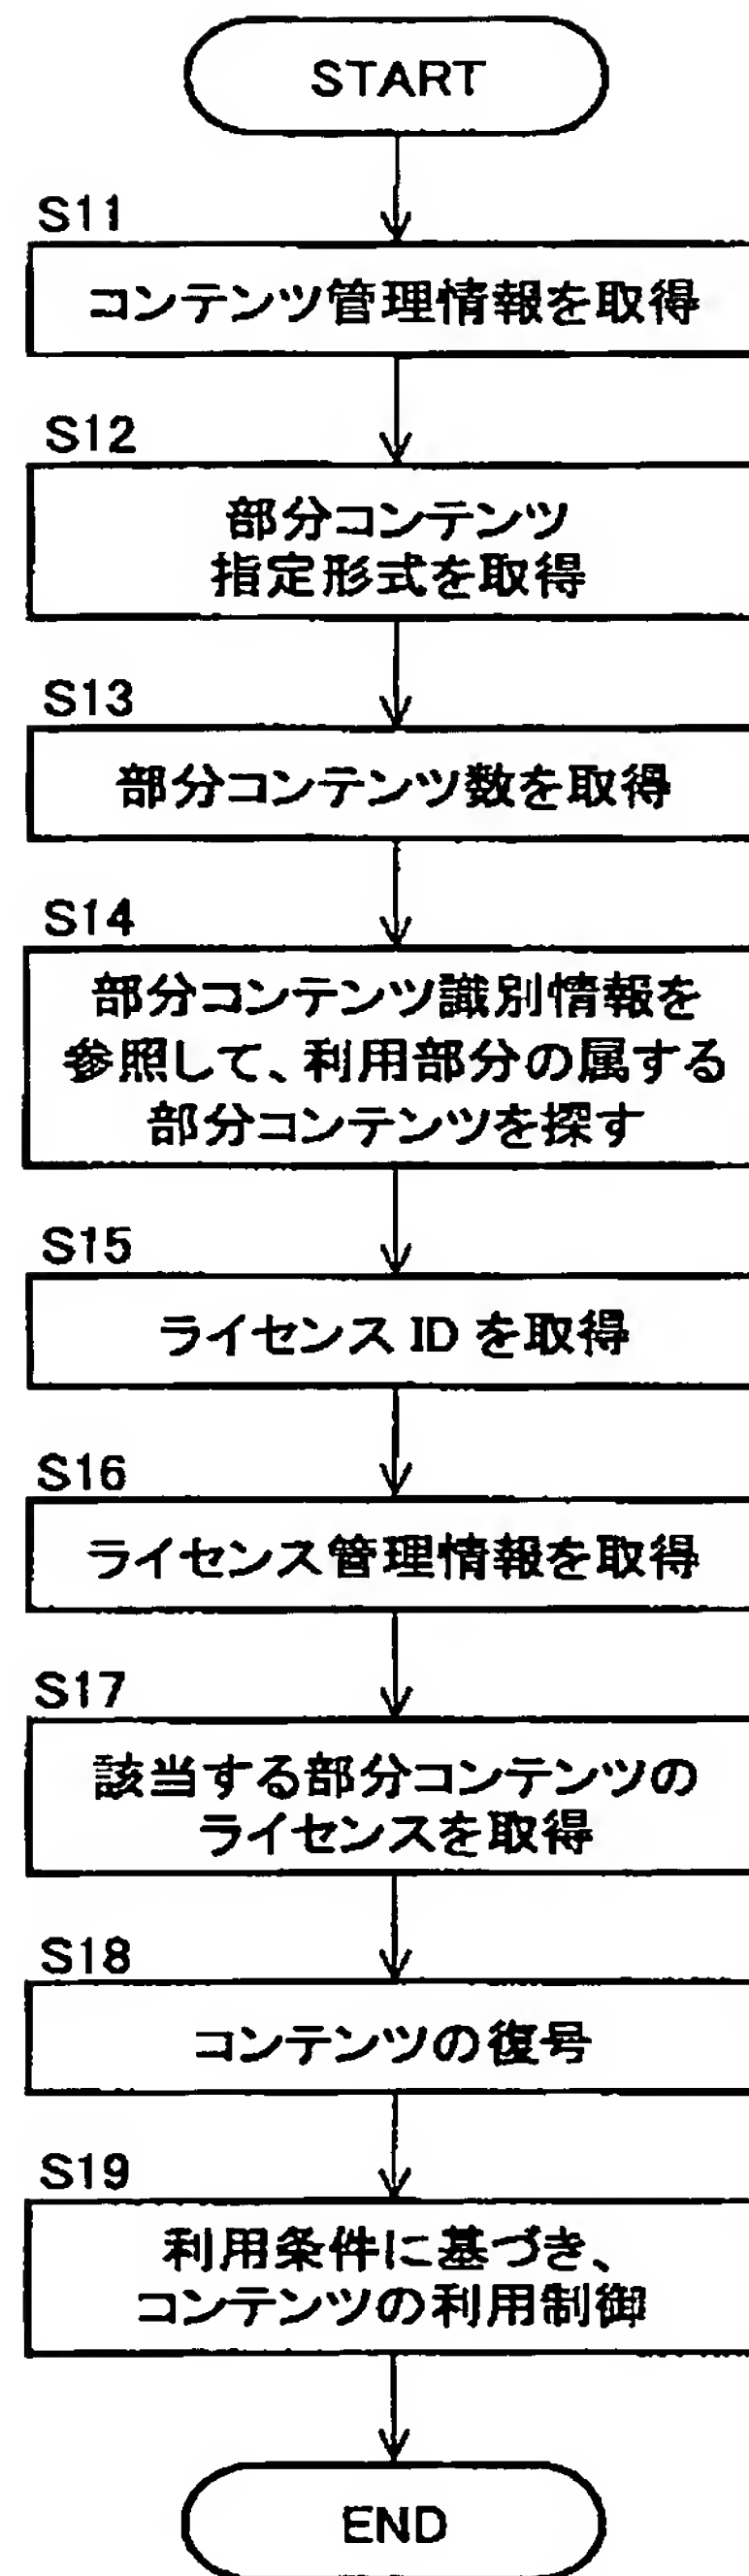 START
S11
コンテンツ管理情報を取得
S12
部分コンテンツ
指定形式を取得
S13
部分コンテンツ数を取得
S14
部分コンテンツ識別情報を
参照して、利用部分の属する
部分コンテンツを探す
S15
ライセンス ID を取得
S16
ライセンス管理情報を取得
S17
該当する部分コンテンツの
ライセンスを取得
S18
コンテンツの復号
S19
利用条件に基づき、
コンテンツの利用制御
END